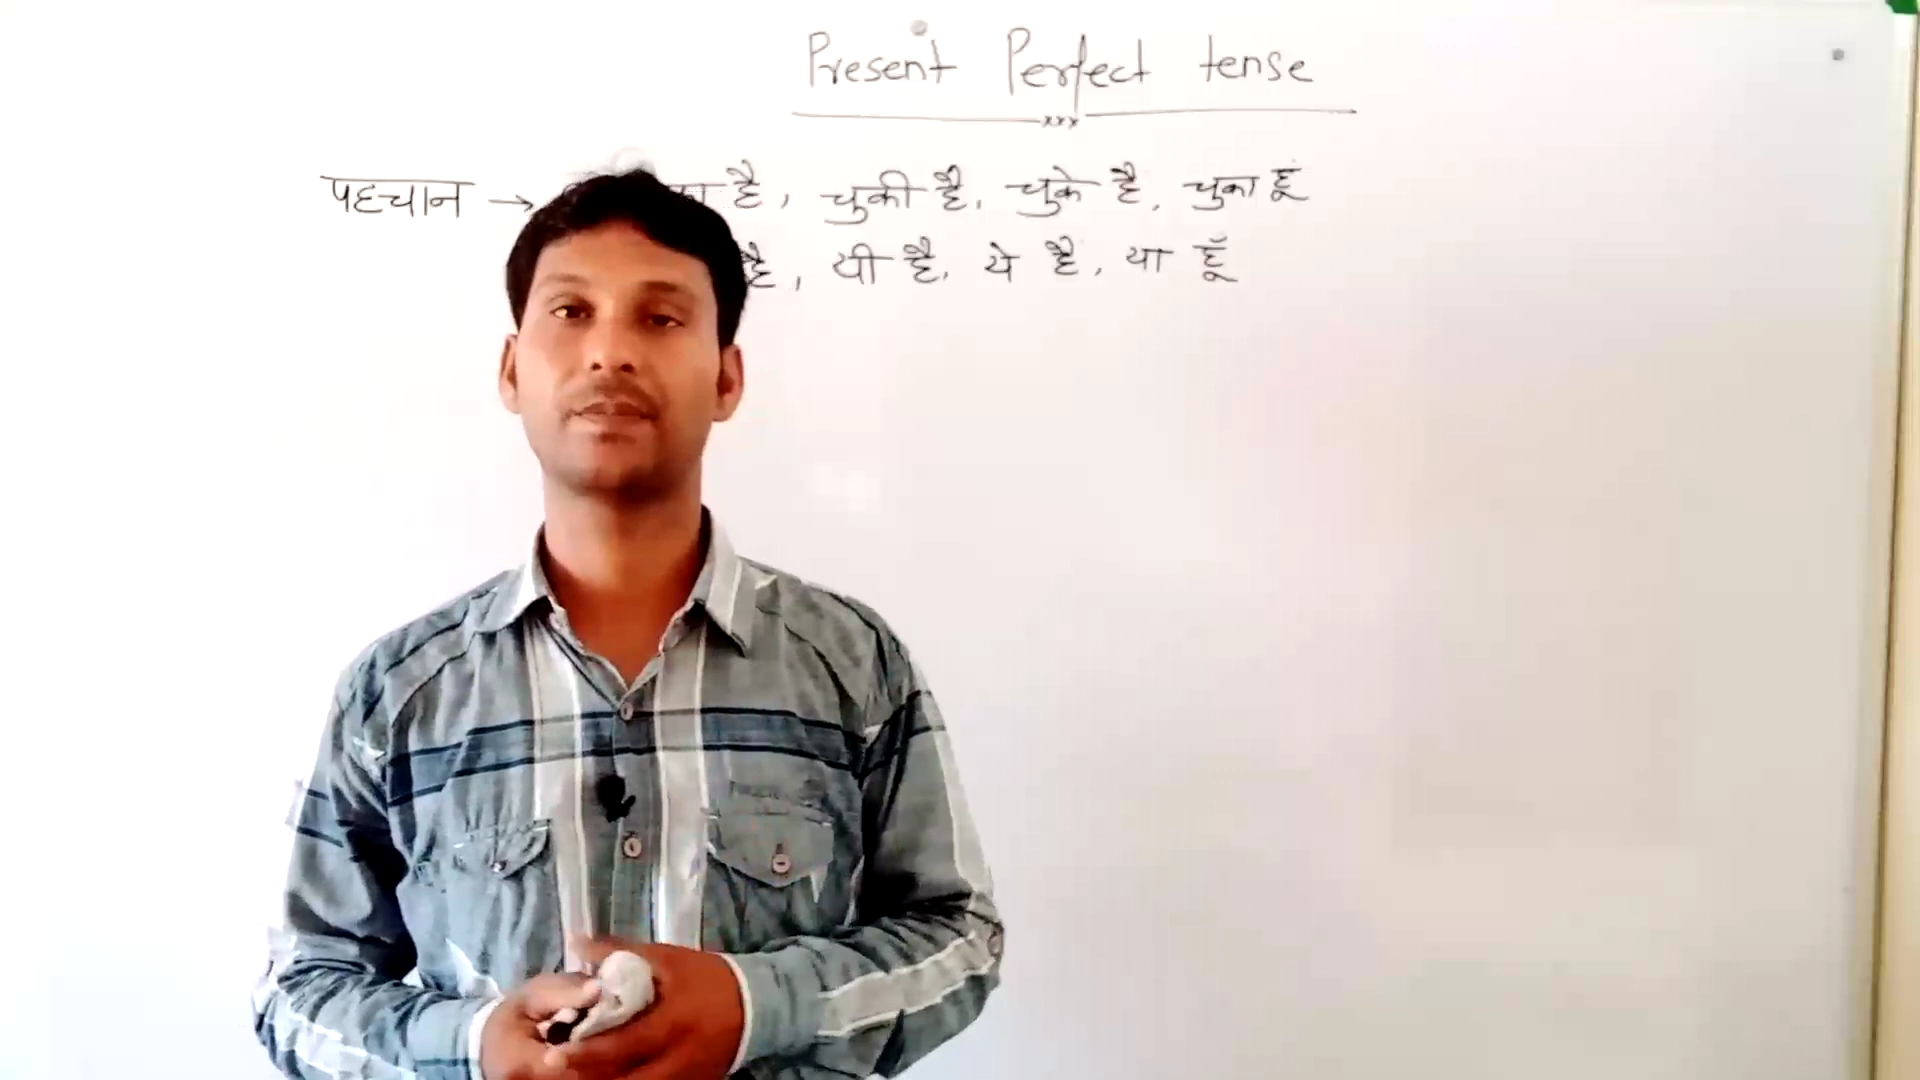 Present Perfect tense
पहचान → है, चुकी है, चुके है, चुका हूँ
है, यी है, ये है, या हूँ